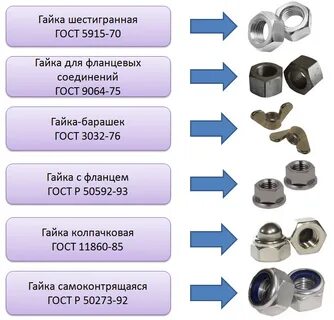 Гайка шестигранная
ГОСТ 5915-70
Гайка для фланцевых
соединений
ГОСТ 9064-75
Гайка-барашек
ГОСТ 3032-76
Гайка с фланцем
ГОСТ Р 50592-93
Гайка колпачковая
ГОСТ 11860-85
Гайка самоконтрящаяся
ГОСТ Р 50273-92